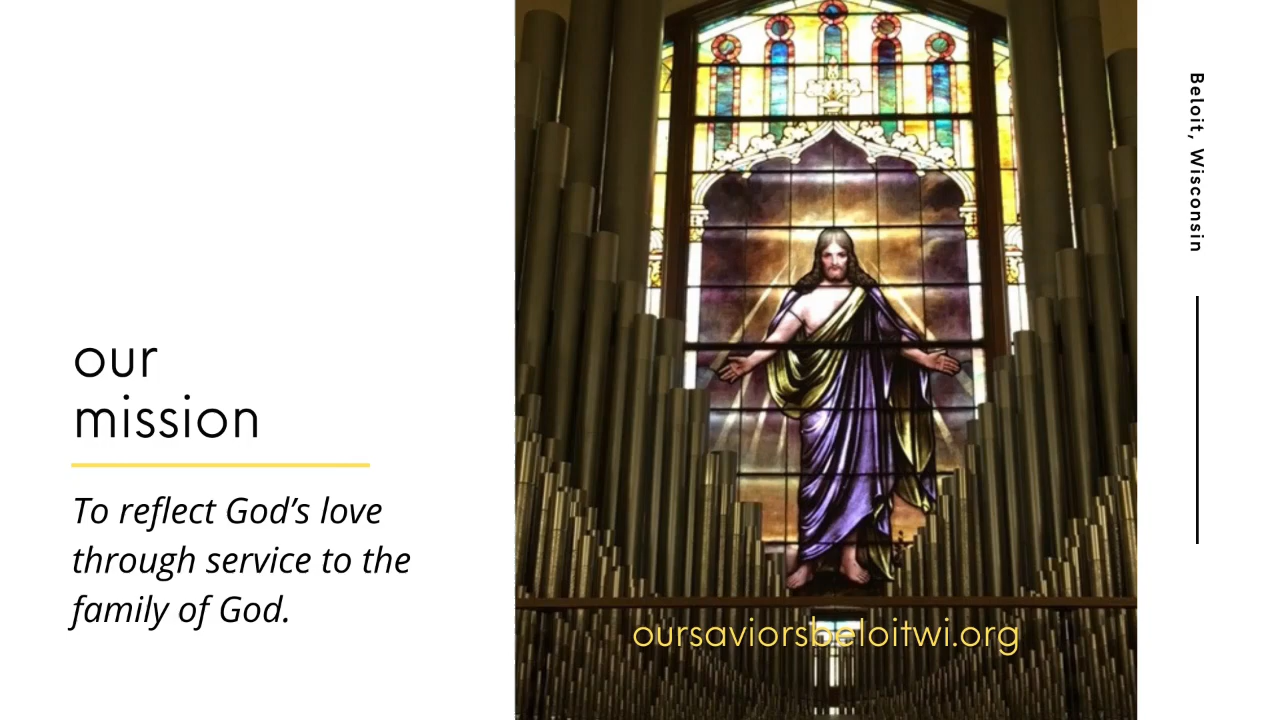 our
mission
To reflect God's love
through service to the
family of God.
oursaviorsbeloitwi.org
Beloit, Wisconsin